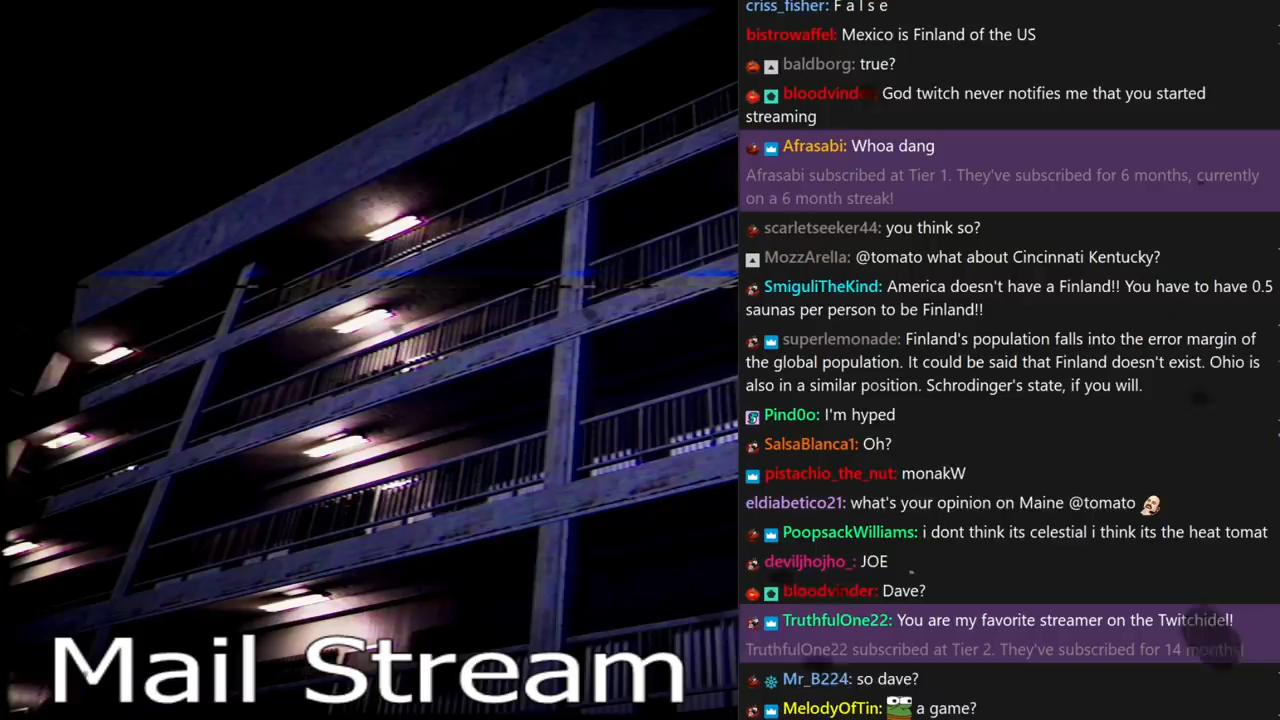 criss_fisher: F a l s e
bistrowaffel: Mexico is Finland of the US
baldborg: true?
bloodvinder: God twitch never notifies me that you started
streaming
Afrasabi: Whoa dang
Afrasabi subscribed at Tier 1. They've subscribed for 6 months, currently
on a 6 month streak!
scarletseeker44: you think so?
MozzArella: @tomato what about Cincinnati Kentucky?
SmiguliTheKind: America doesn't have a Finland!! You have to have 0.5
saunas per person to be Finland!!
superlemonade: Finland's population falls into the error margin of
the global population. It could be said that Finland doesn't exist. Ohio is
also in a similar position. Schrodinger's state, if you will.
Pind0o: I'm hyped
SalsaBlanca1: Oh?
pistachio_the_nut: monakW
eldiabetico21: what's your opinion on Maine @tomato
PoopsackWilliams: i dont think its celestial i think its the heat tomat
deviljhojho_: JOE
bloodvinder: Dave?
TruthfulOne22: You are my favorite streamer on the Twitchidel!
TruthfulOne22 subscribed at Tier 2. They've subscribed for 14 months!
Mr_B224: so dave?
MelodyOfTin: a game?
Mail Stream